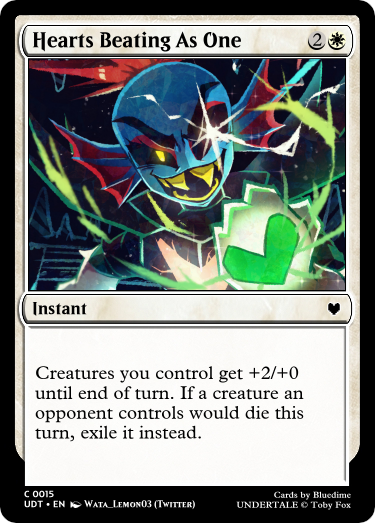 Hearts Beating As One 2
Instant
Creatures you control get +2/+0
until end of turn. If a creature an
opponent controls would die this
turn, exile it instead.
C 0015
UDT • EN Wata_Lemon03 (Twitter)
Cards by Bluedime
UNDERTALE © Toby Fox